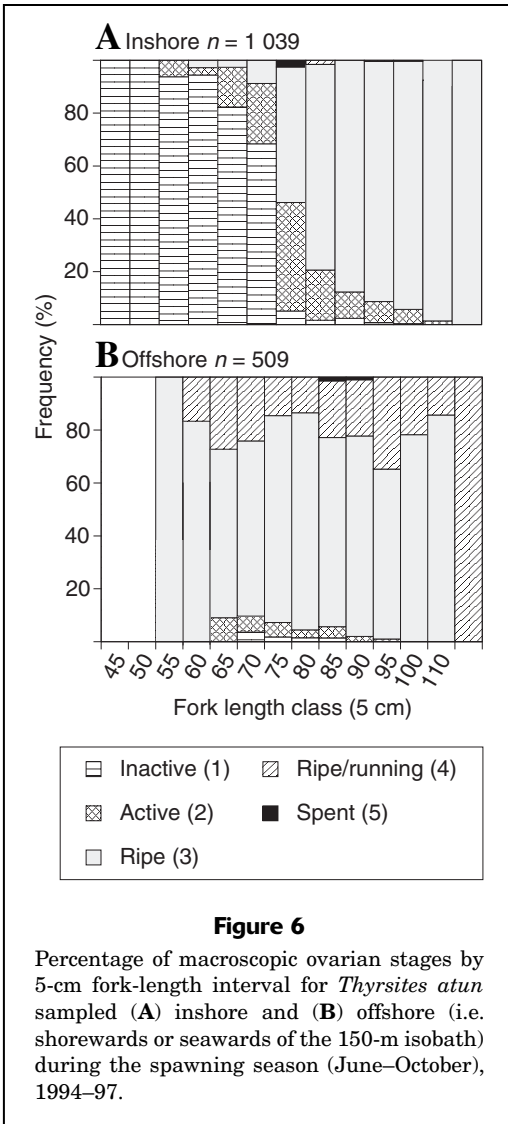 A Inshore n = 1 039
80
60
40
20
Frequency (%)
B Offshore n = 509
80
60
40
20
45 50 55 60 65 70 75 80 85 90 95 100 110
Fork length class (5 cm)
Inactive (1) Ripe/running (4)
Active (2) Spent (5)
Ripe (3)
Figure 6
Percentage of macroscopic ovarian stages by
5-cm fork-length interval for Thyrsites atun
sampled (A) inshore and (B) offshore (i.e.
shorewards or seawards of the 150-m isobath)
during the spawning season (June–October),
1994–97.